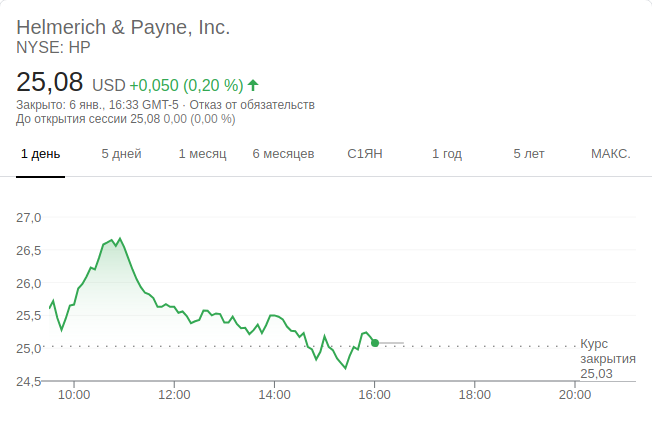 Helmerich & Payne, Inc.
NYSE: HP
25,08 USD +0,050 (0,20 %)
Закрыто: 6 янв., 16:33 GMT-5 · Отказ от обязательств
До открытия сессии 25,08 0,00 (0,00 %)
1 день 5 дней 1 месяц 6 месяцев С1ЯН 1 год 5 лет МАКС.
27,0
26,5
26,0
25,5
25,0
24,5
Курс
закрытия
25,03
10:00 12:00 14:00 16:00 18:00 20:00